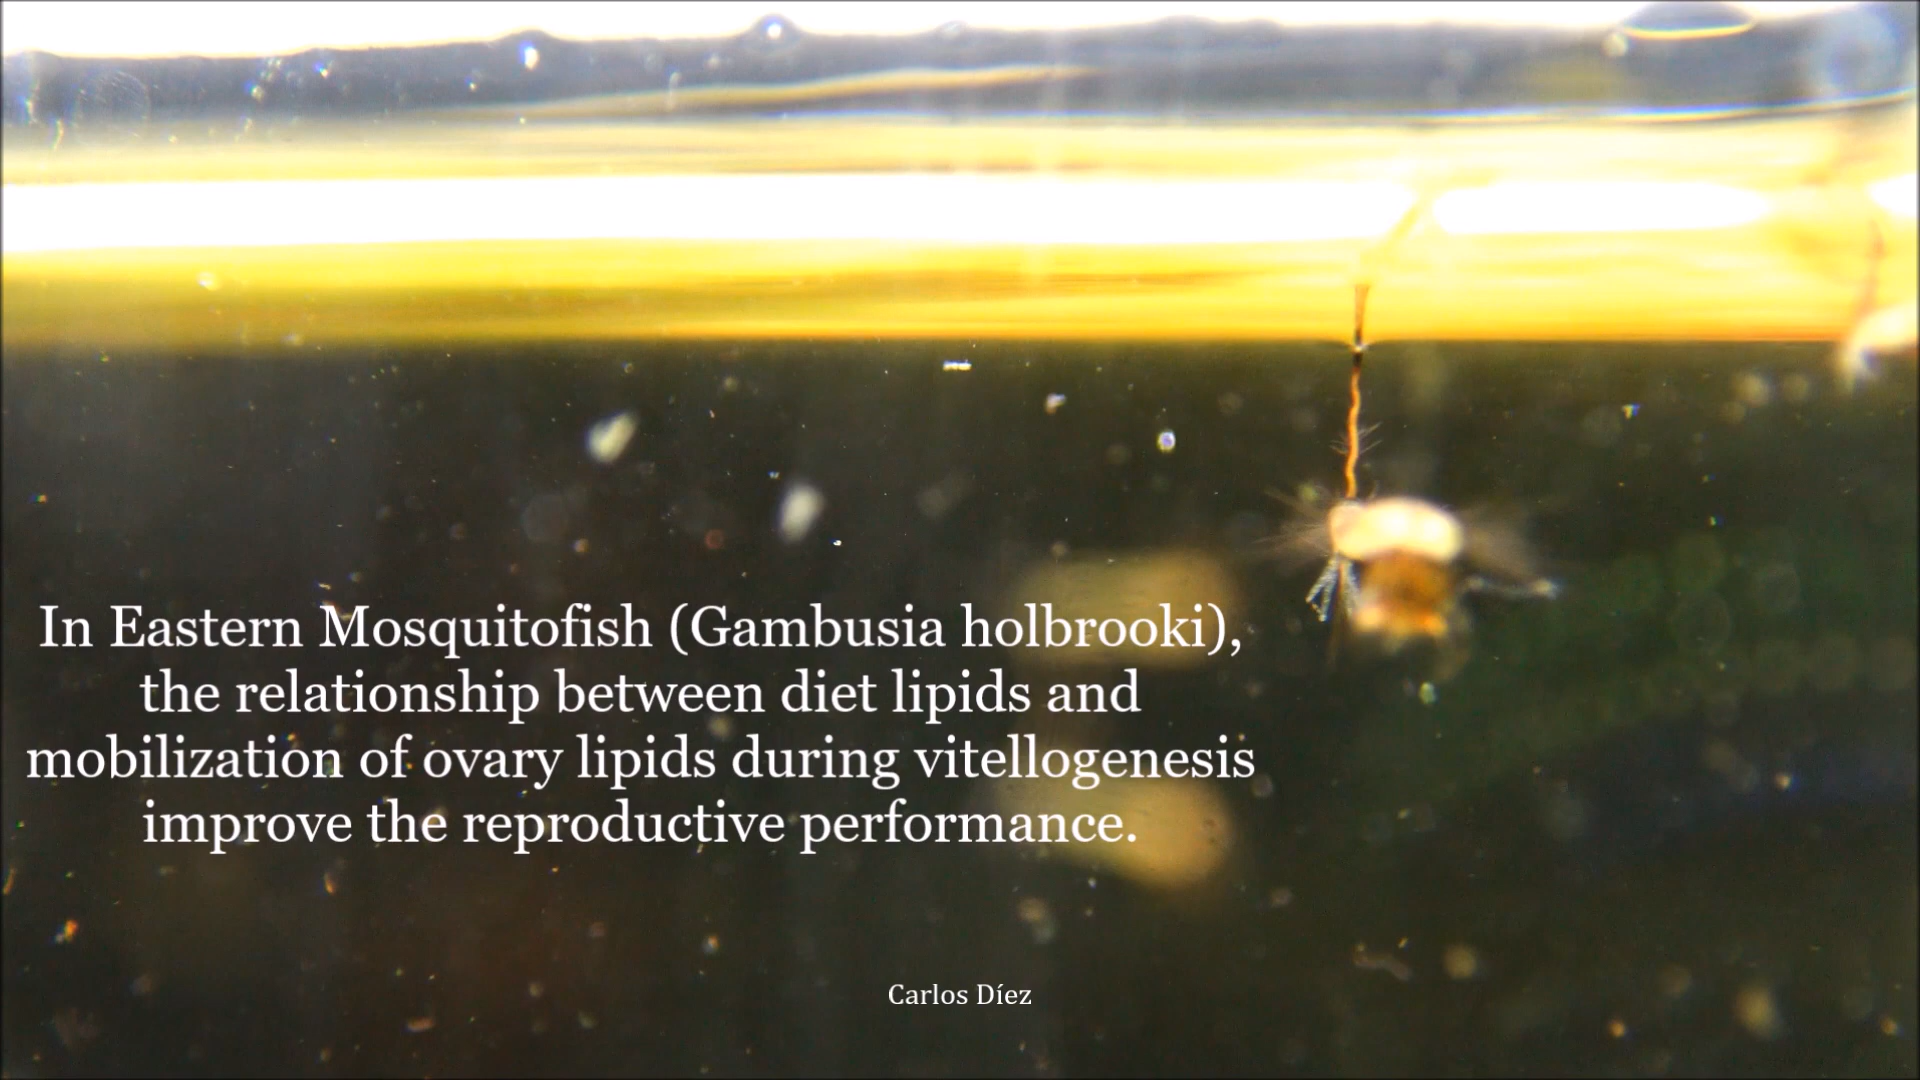 In Eastern Mosquitofish (Gambusia holbrooki),
the relationship between diet lipids and
mobilization of ovary lipids during vitellogenesis
improve the reproductive performance.
Carlos Díez